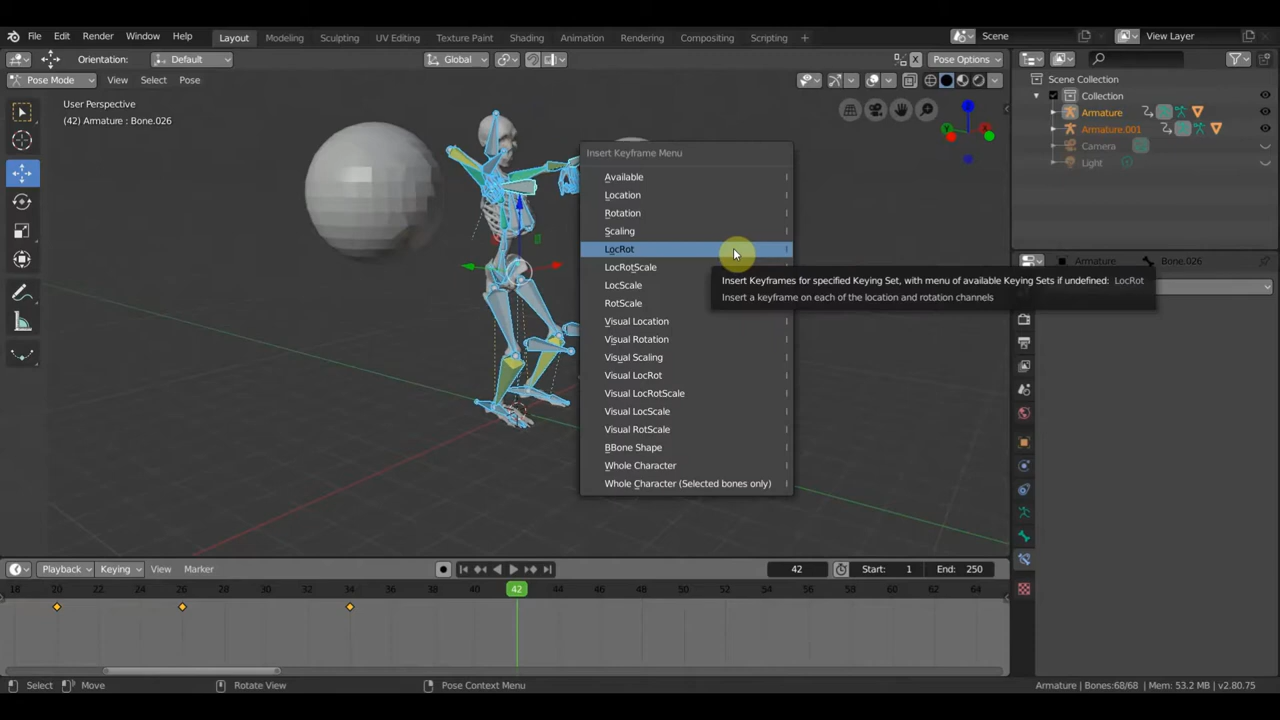 File Edit Render Window Help Layout Modeling Sculpting UV Editing Texture Paint Shading Animation Rendering Compositing Scripting + Scene View Layer
Orientation: Default Global X Pose Options
Pose Mode View Select Pose
Scene Collection
Collection
Armature
Armature.001
Camera
Light
User Perspective
(42) Armature : Bone.026
Z
Y
X
Insert Keyframe Menu
Available I
Location I
Rotation I
Scaling I
LocRot I
LocRotScale I
LocScale
RotScale
Visual Location I
Visual Rotation I
Visual Scaling I
Visual LocRot I
Visual LocRotScale I
Visual LocScale I
Visual RotScale I
BBone Shape I
Whole Character I
Whole Character (Selected bones only) I
Insert Keyframes for specified Keying Set, with menu of available Keying Sets if undefined: LocRot
Insert a keyframe on each of the location and rotation channels
Armature Bone.026
Playback Keying View Marker 42 Start: 1 End: 250
18 20 22 24 26 28 30 32 34 36 38 40 42 44 46 48 50 52 54 56 58 60 62 64
Select Move Rotate View Pose Context Menu Armature | Bones:68/68 | Mem: 53.2 MB | v2.80.75